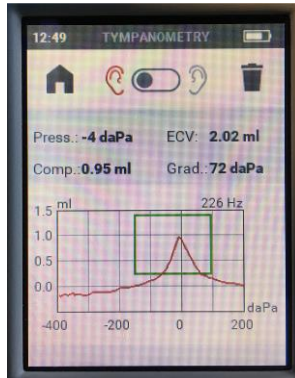 12:49 TYMPANOMETRY
Press.: -4 daPa ECV: 2.02 ml
Comp.:0.95 ml Grad.:72 daPa
ml 226 Hz
1.5
1.0
0.5
0.0
daPa
-400 -200 0 200